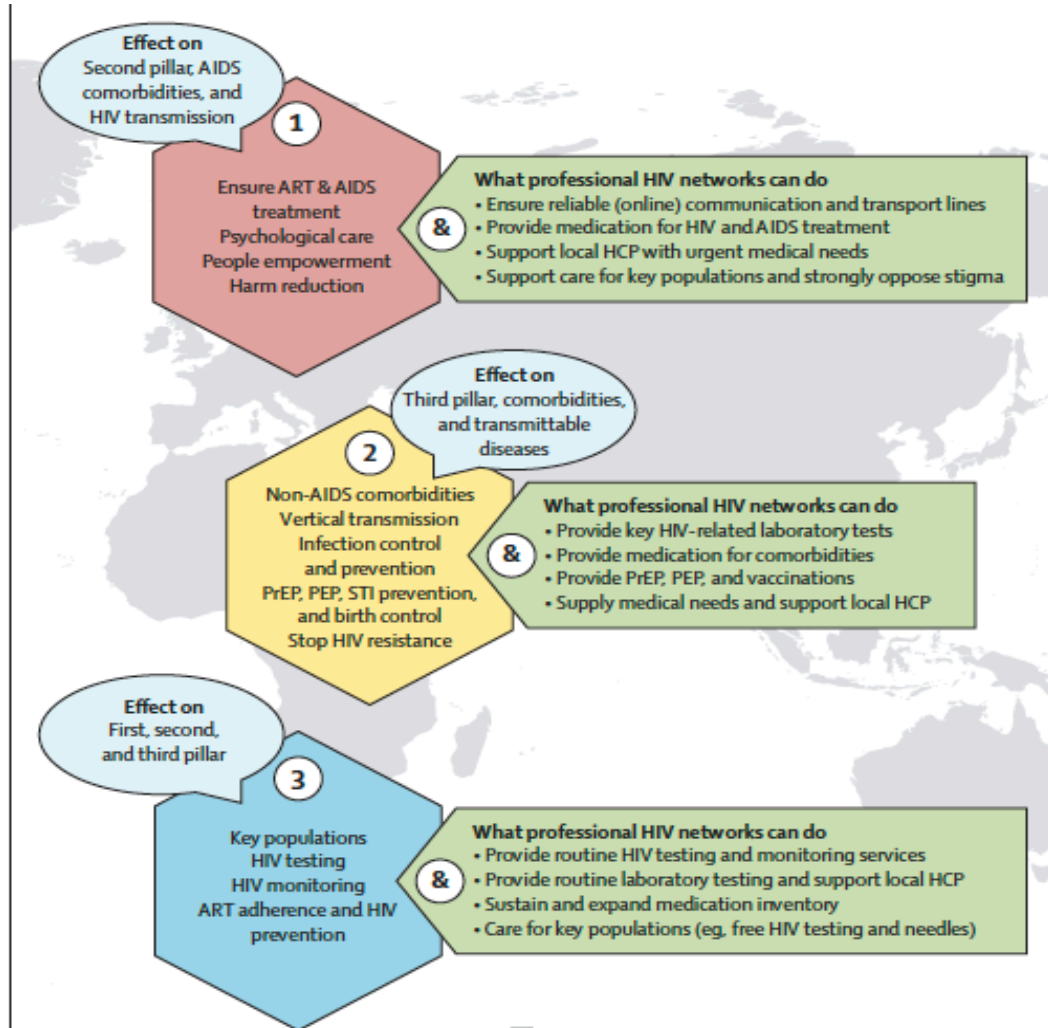 Effect on
Second pillar, AIDS
comorbidities, and
HIV transmission
1
Ensure ART & AIDS
treatment
Psychological care
People empowerment
Harm reduction
&
What professional HIV networks can do
• Ensure reliable (online) communication and transport lines
• Provide medication for HIV and AIDS treatment
• Support local HCP with urgent medical needs
• Support care for key populations and strongly oppose stigma
Effect on
Third pillar, comorbidities,
and transmittable
diseases
2
Non-AIDS comorbidities
Vertical transmission
Infection control
and prevention
PrEP, PEP, STI prevention,
and birth control
Stop HIV resistance
&
What professional HIV networks can do
• Provide key HIV-related laboratory tests
• Provide medication for comorbidities
• Provide PrEP, PEP, and vaccinations
• Supply medical needs and support local HCP
Effect on
First, second,
and third pillar
3
Key populations
HIV testing
HIV monitoring
ART adherence and HIV
prevention
&
What professional HIV networks can do
• Provide routine HIV testing and monitoring services
• Provide routine laboratory testing and support local HCP
• Sustain and expand medication inventory
• Care for key populations (eg, free HIV testing and needles)